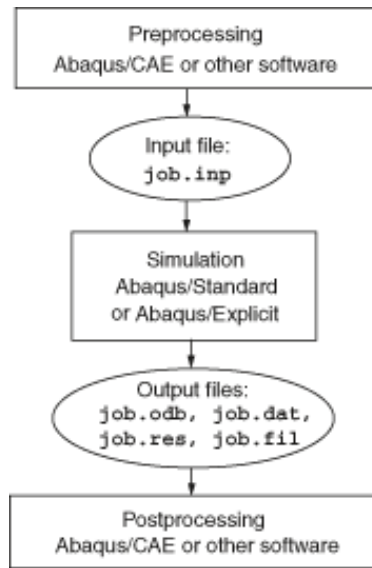 Preprocessing
Abaqus/CAE or other software
Input file:
job.inp
Simulation
Abaqus/Standard
or Abaqus/Explicit
Output files:
job.odb, job.dat,
job.res, job.fil
Postprocessing
Abaqus/CAE or other software